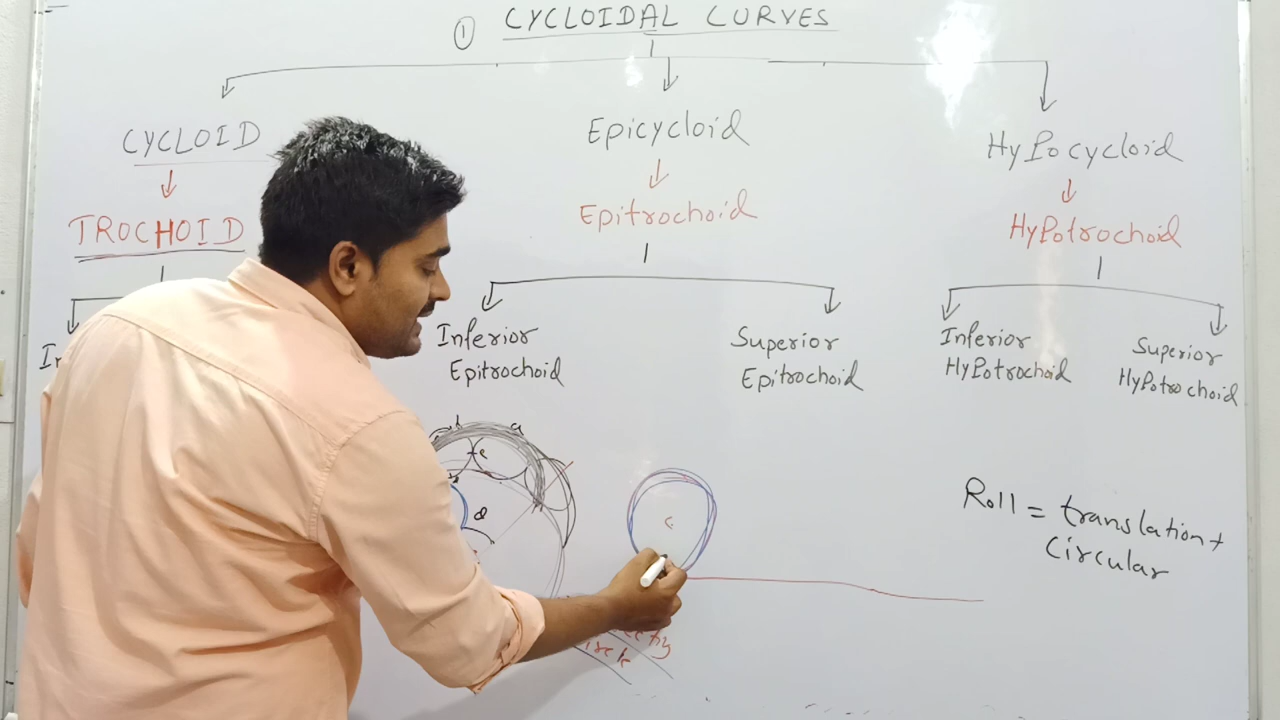 ① CYCLOIDAL CURVES
CYCLOID
Epicycloid
HyPocycloid
TROCHOID
Epitrochoid
HyPotrochoid
Inferior
Epitrochoid
Superior
Epitrochoid
Inferior
HyPotrochoid
Superior
HyPotrochoid
Roll = translation +
Circular